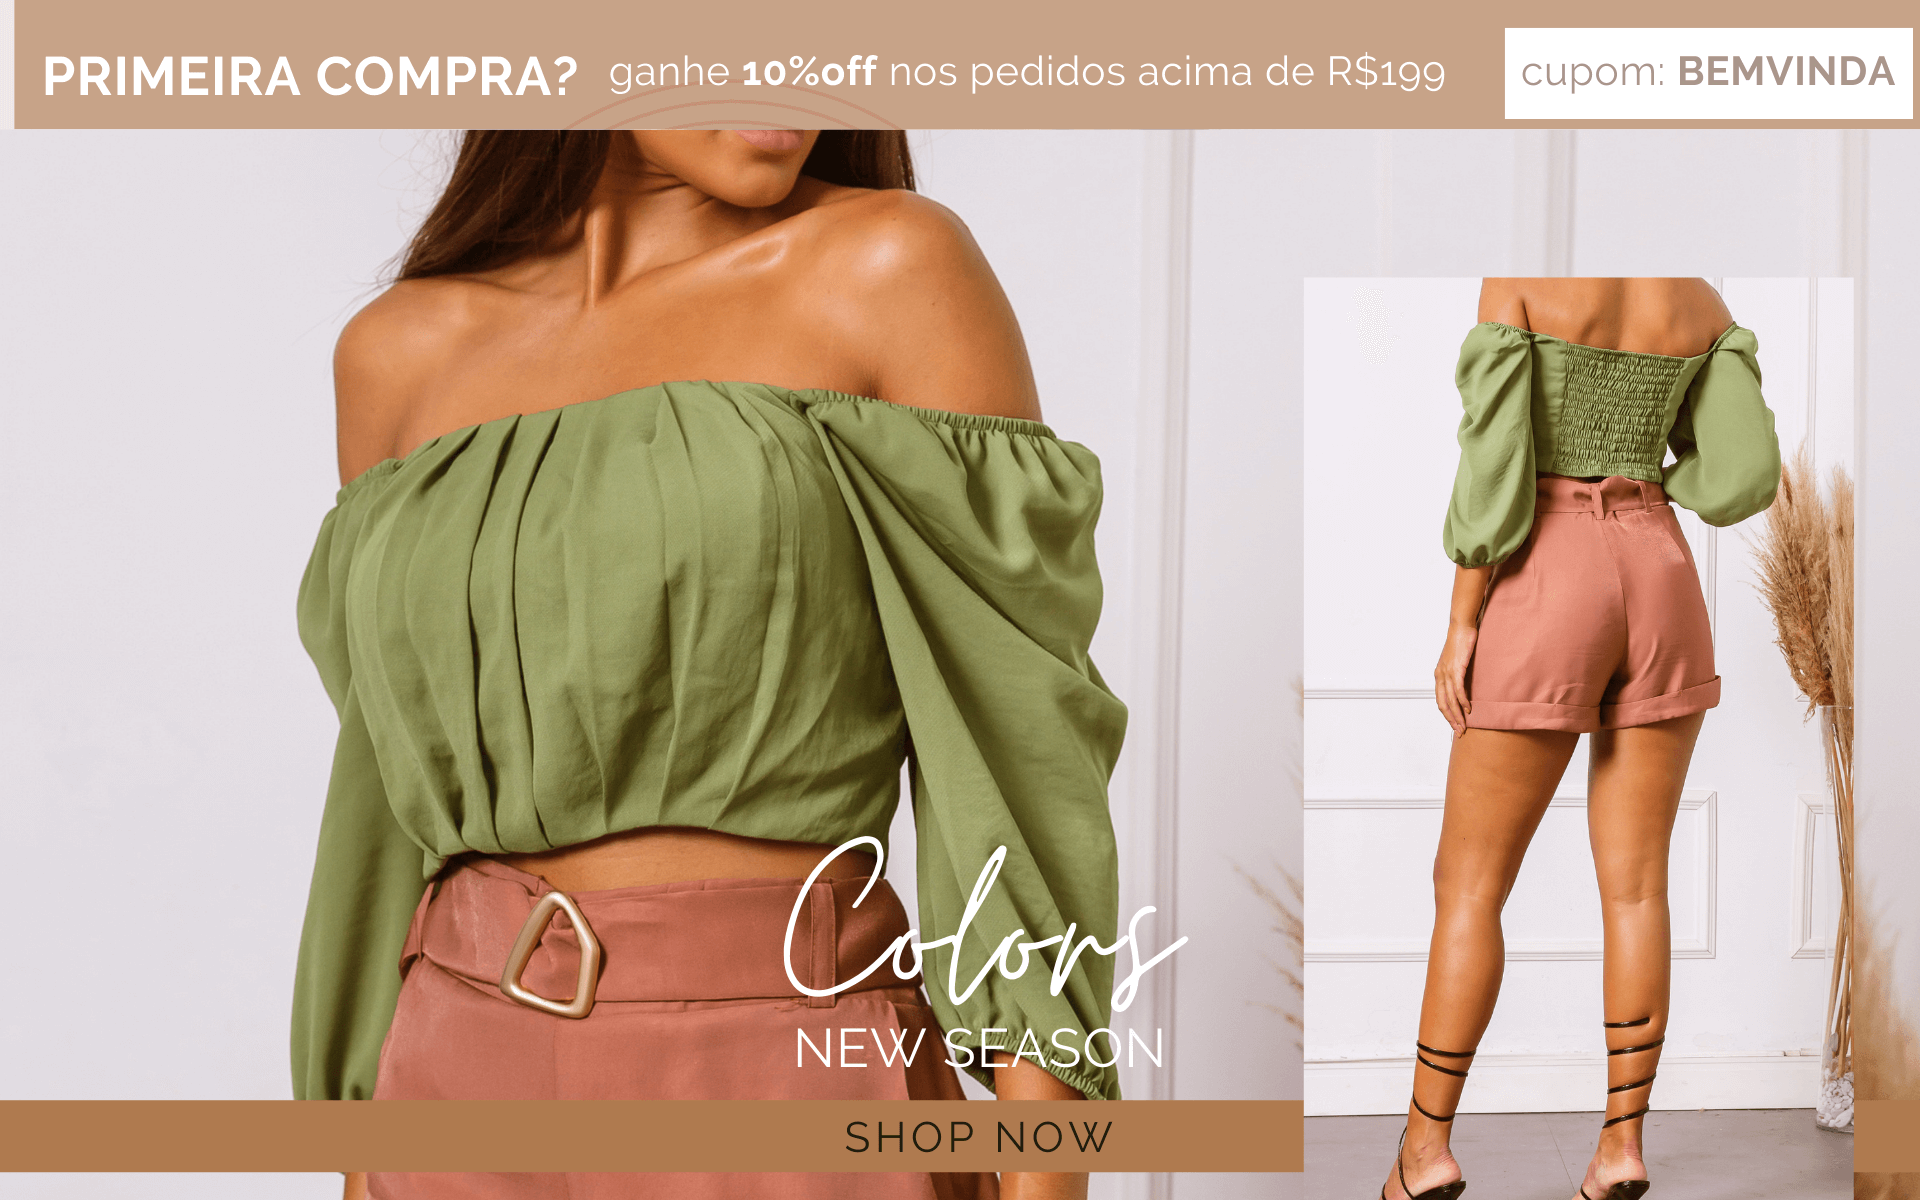 PRIMEIRA COMPRA? ganhe 10%off nos pedidos acima de R$199 cupom: BEMVINDA
Colors
NEW SEASON
SHOP NOW